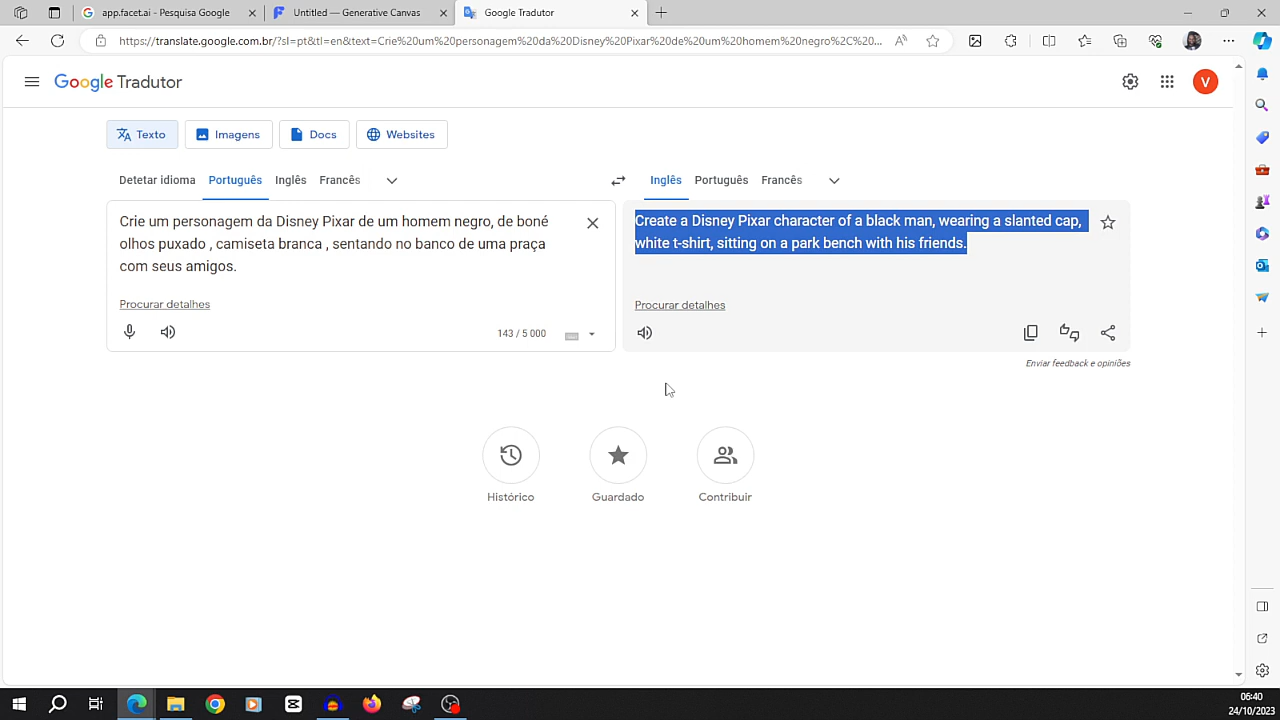 app.facet.ai - Pesquisa Google
Untitled — Generative Canvas
Google Tradutor
https://translate.google.com.br/?sl=pt&tl=en&text=Crie%20um%20personagem%20da%20Disney%20Pixar%20de%20um%20homem%20negro%2C%20d...
Google Tradutor
V
Texto
Imagens
Docs
Websites
Detetar idioma
Português
Inglês
Francês
Inglês
Português
Francês
Crie um personagem da Disney Pixar de um homem negro, de boné
olhos puxado , camiseta branca , sentando no banco de uma praça
com seus amigos.
Create a Disney Pixar character of a black man, wearing a slanted cap,
white t-shirt, sitting on a park bench with his friends.
Procurar detalhes
Procurar detalhes
143 / 5 000
Enviar feedback e opiniões
Histórico
Guardado
Contribuir
06:40
24/10/2023